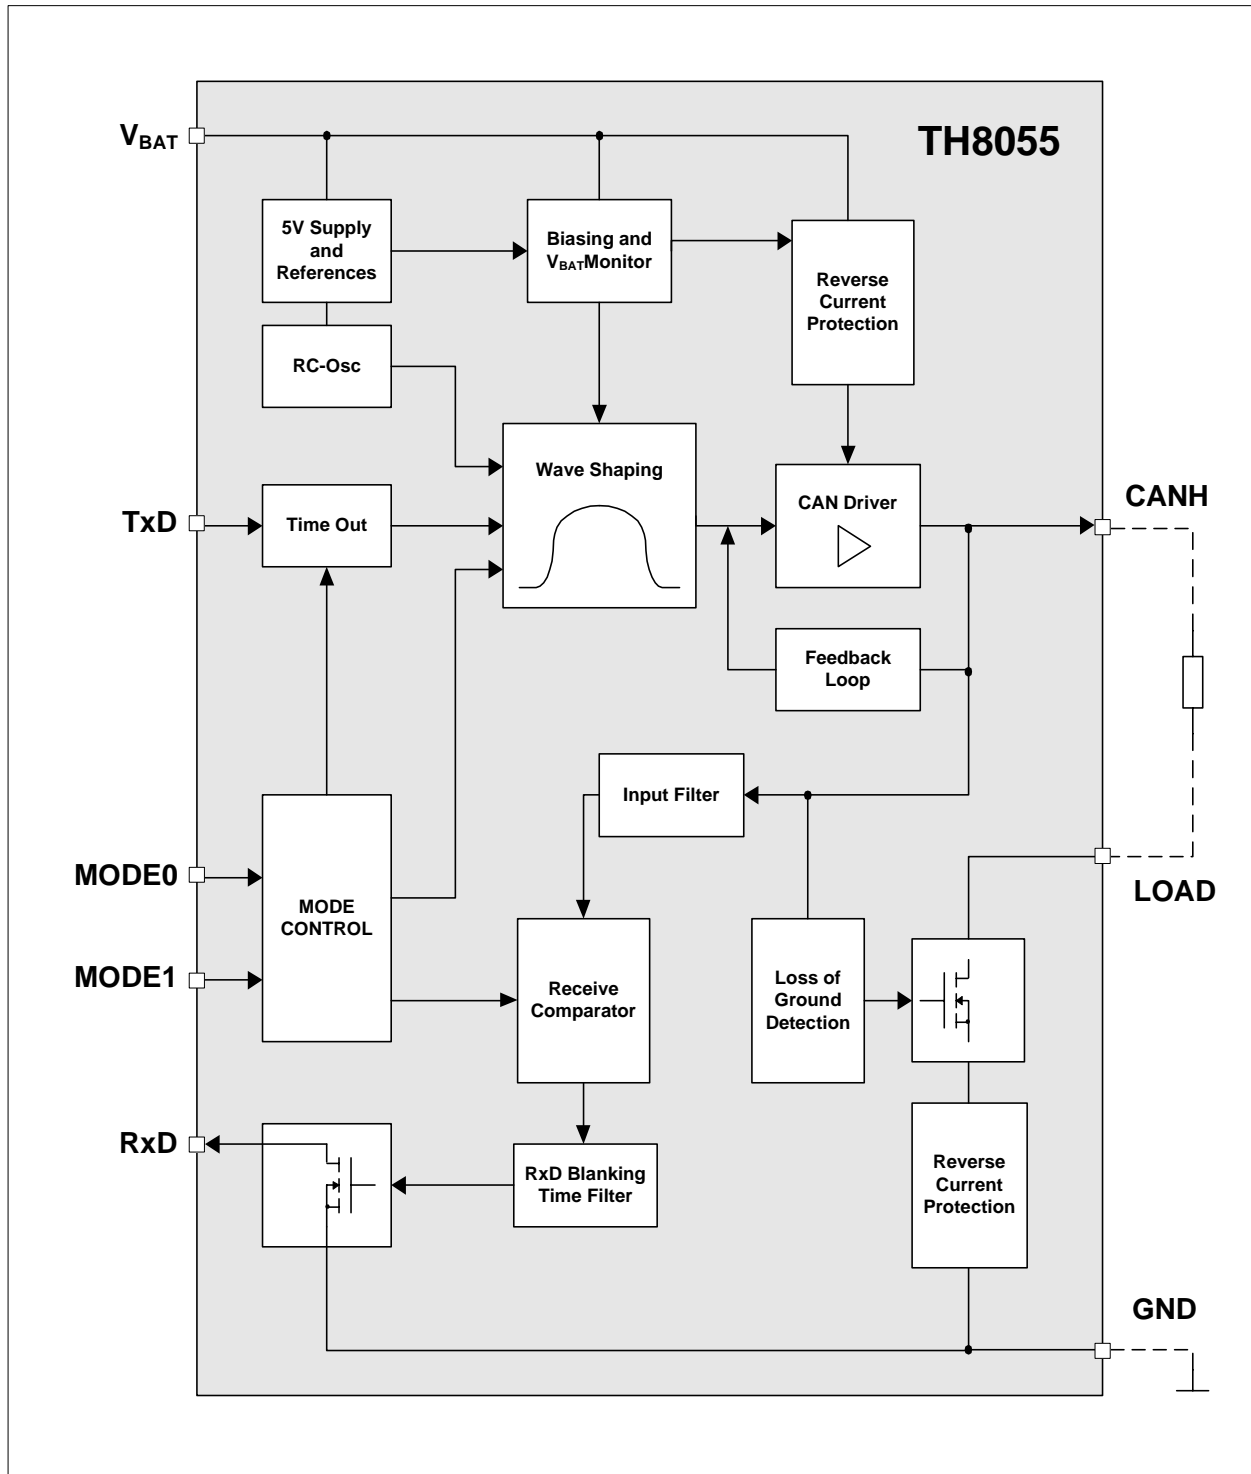 TH8055
VBAT
5V Supply
and
References
Biasing and
VBATMonitor
Reverse
Current
Protection
RC-Osc
Wave Shaping
CAN Driver
CANH
TxD
Time Out
Feedback
Loop
Input Filter
MODE0
LOAD
MODE
CONTROL
MODE1
Receive
Comparator
Loss of
Ground
Detection
RxD
RxD Blanking
Time Filter
Reverse
Current
Protection
GND